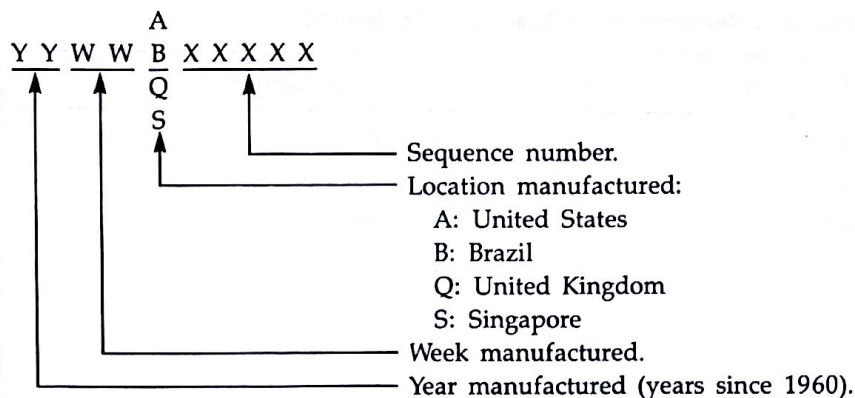 A
Y Y W W B X X X X X
Q
S
Sequence number.
Location manufactured:
A: United States
B: Brazil
Q: United Kingdom
S: Singapore
Week manufactured.
Year manufactured (years since 1960).